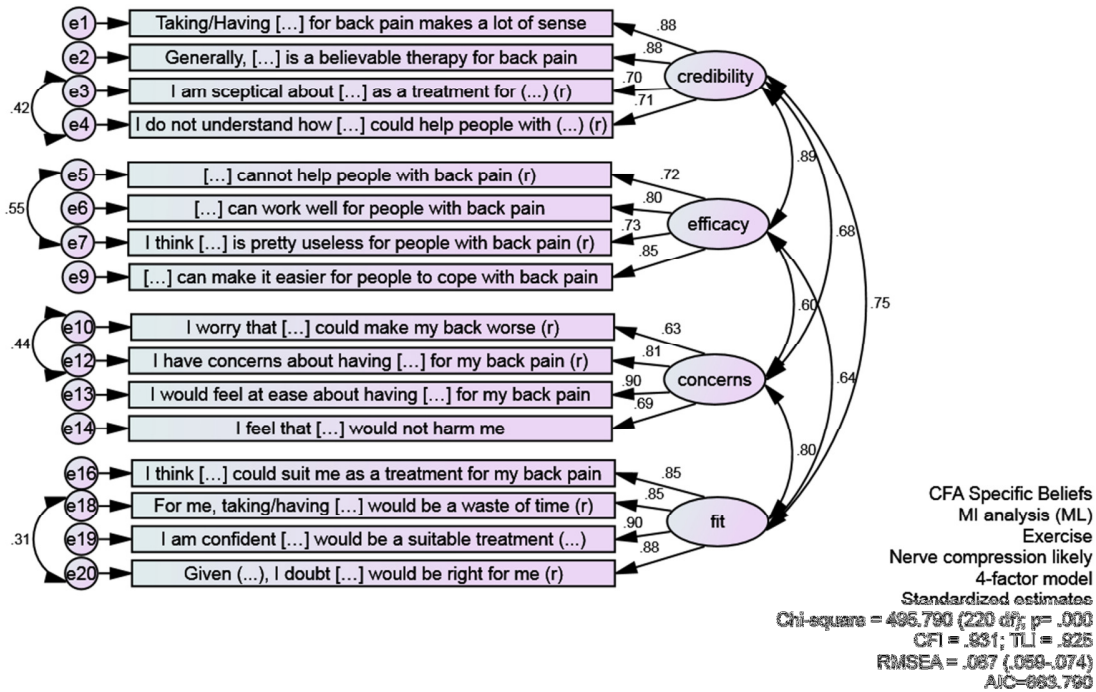 e1 Taking/Having [...] for back pain makes a lot of sense .88
e2 Generally, [...] is a believable therapy for back pain .88
credibility
e3 I am sceptical about [...] as a treatment for (...) (r) .70
.42
e4 I do not understand how [...] could help people with (...) (r) .71
.89
e5 [...] cannot help people with back pain (r) .72
.55
e6 [...] can work well for people with back pain .80
efficacy
.68
e7 I think [...] is pretty useless for people with back pain (r) .73
e9 [...] can make it easier for people to cope with back pain .85
.60
.75
e10 I worry that [...] could make my back worse (r) .63
.44
e12 I have concerns about having [...] for my back pain (r) .81
concerns
.64
e13 I would feel at ease about having [...] for my back pain .90
e14 I feel that [...] would not harm me .69
.80
e16 I think [...] could suit me as a treatment for my back pain .85
e18 For me, taking/having [...] would be a waste of time (r) .85
fit
.31
e19 I am confident [...] would be a suitable treatment (...) .90
e20 Given (...), I doubt [...] would be right for me (r) .88
CFA Specific Beliefs
MI analysis (ML)
Exercise
Nerve compression likely
4-factor model
Standardized estimates
Chi-square = 495.790 (220 df); p= .000
CFI = .931; TLI = .925
RMSEA = .067 (.059-.074)